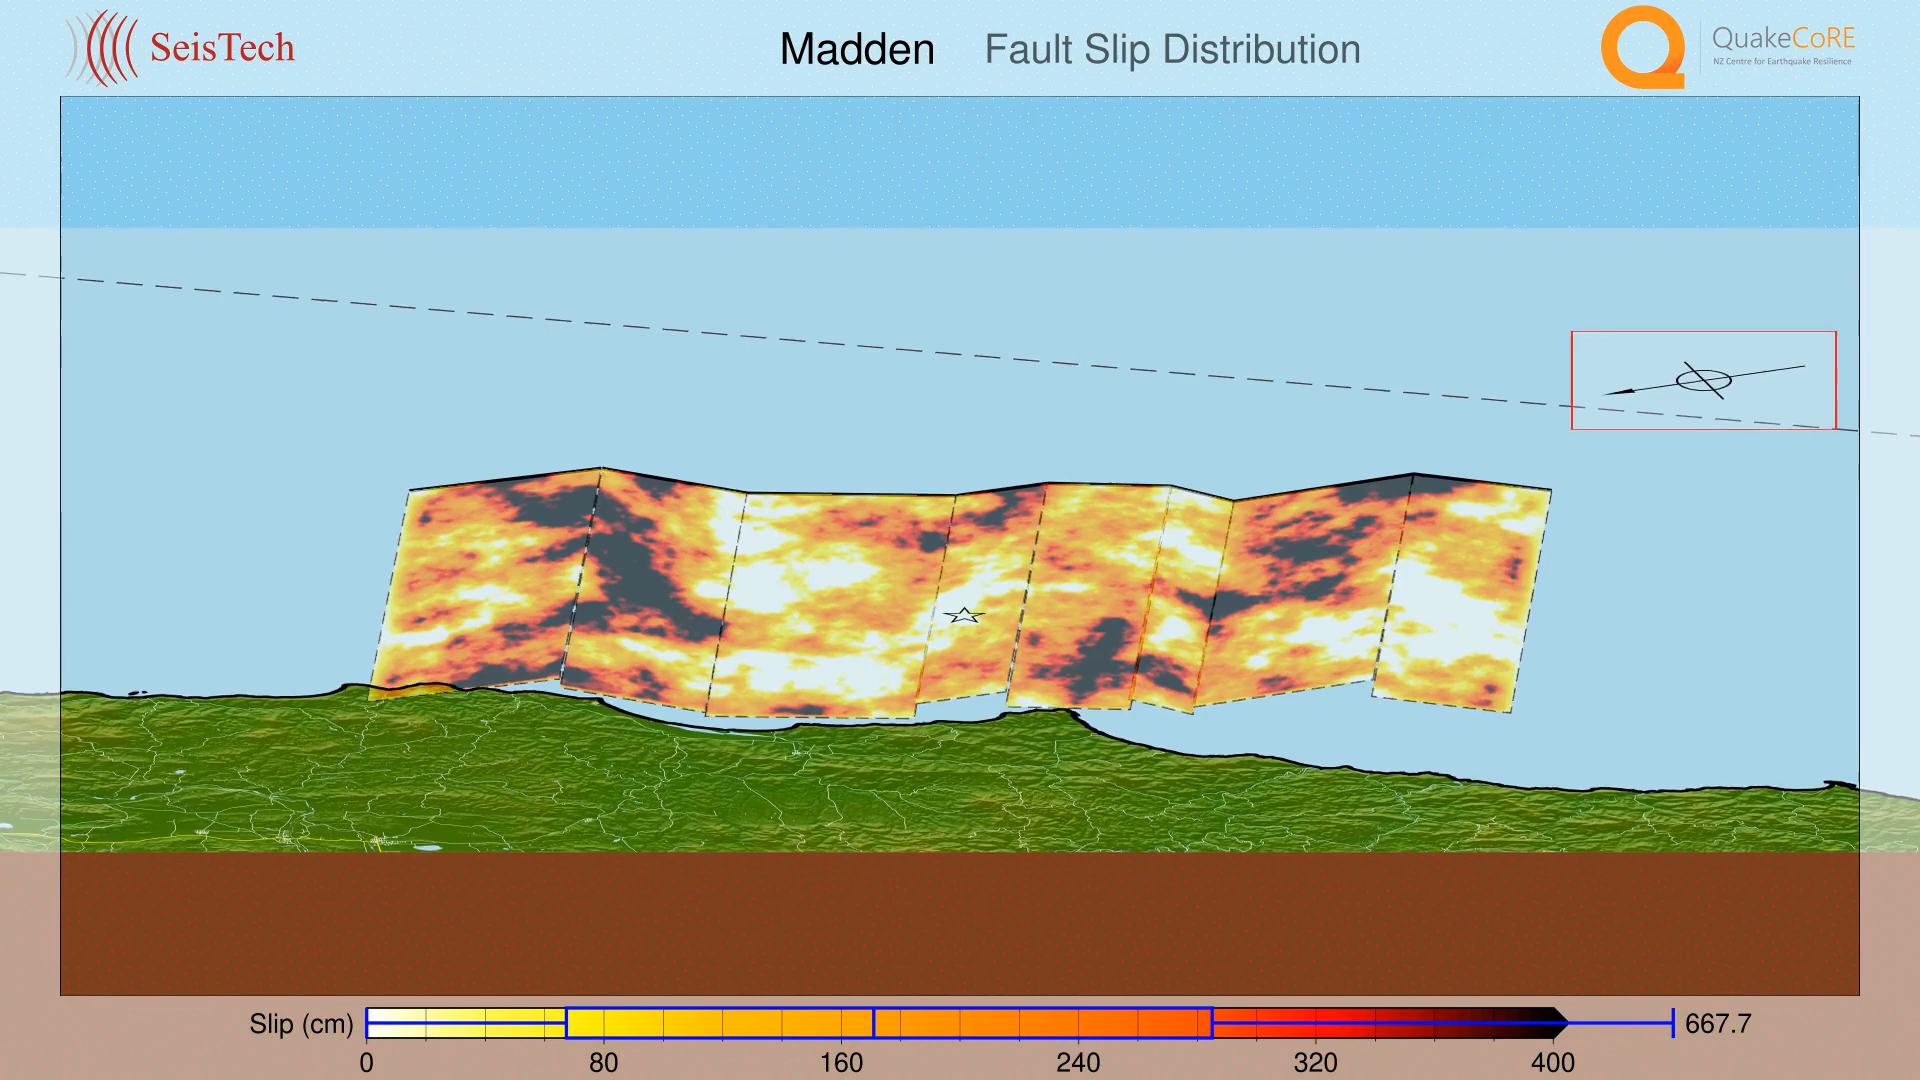 SeisTech
Madden Fault Slip Distribution
QuakeCoRE
NZ Centre for Earthquake Resilience
Slip (cm)
667.7
0 80 160 240 320 400